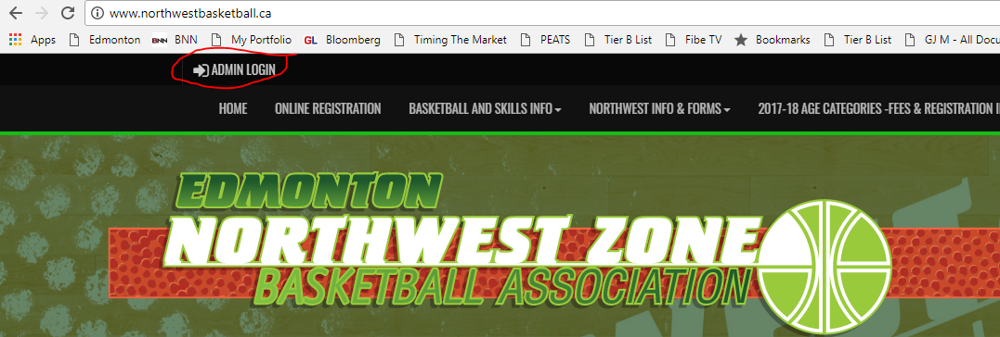 www.northwestbasketball.ca
Apps Edmonton BNN BNN My Portfolio GL Bloomberg Timing The Market PEATS Tier B List Fibe TV Bookmarks Tier B List GJ M - All Docu
ADMIN LOGIN
HOME ONLINE REGISTRATION BASKETBALL AND SKILLS INFO NORTHWEST INFO & FORMS 2017-18 AGE CATEGORIES -FEES & REGISTRATION I
EDMONTON
NORTHWEST ZONE
BASKETBALL ASSOCIATION